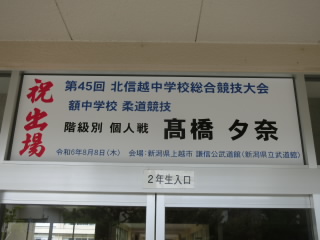 祝出場
第45回 北信越中学校総合競技大会
額中学校 柔道競技
階級別 個人戦 髙橋 夕奈
令和6年8月8日(木) 会場:新潟県上越市 謙信公武道館(新潟県立武道館)
2年生入口